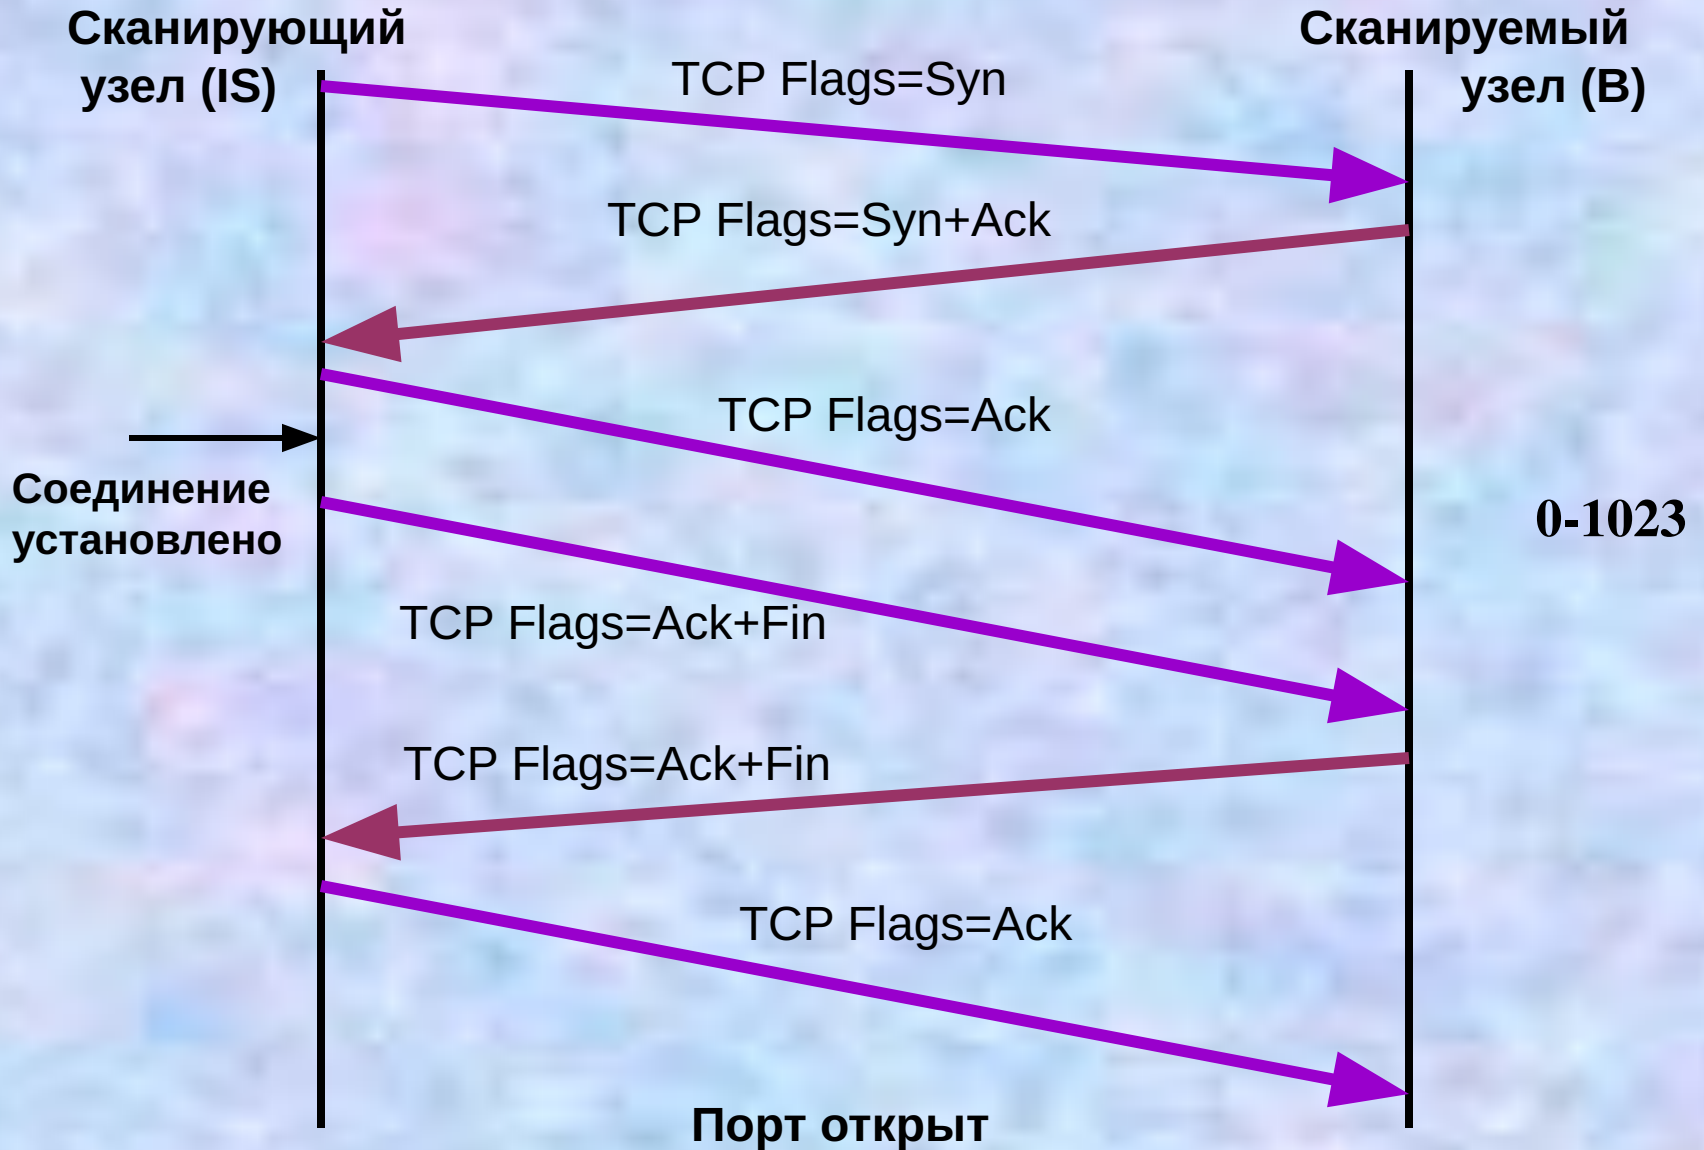 Сканирующий
узел (IS)
Сканируемый
узел (B)
TCP Flags=Syn
TCP Flags=Syn+Ack
TCP Flags=Ack
Соединение
установлено
0-1023
TCP Flags=Ack+Fin
TCP Flags=Ack+Fin
TCP Flags=Ack
Порт открыт